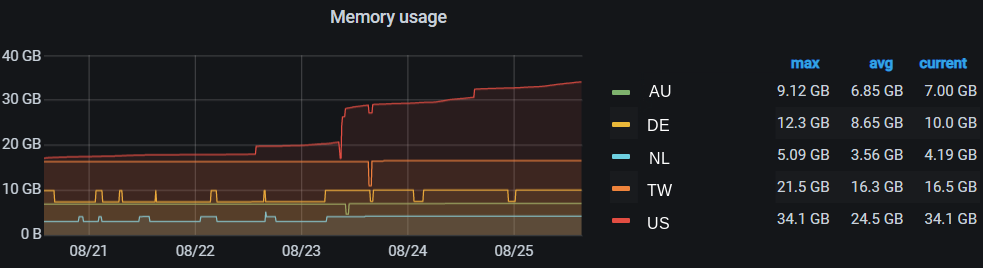 Memory usage
40 GB
30 GB
20 GB
10 GB
0 B
08/21 08/22 08/23 08/24 08/25
max avg current
AU 9.12 GB 6.85 GB 7.00 GB
DE 12.3 GB 8.65 GB 10.0 GB
NL 5.09 GB 3.56 GB 4.19 GB
TW 21.5 GB 16.3 GB 16.5 GB
US 34.1 GB 24.5 GB 34.1 GB